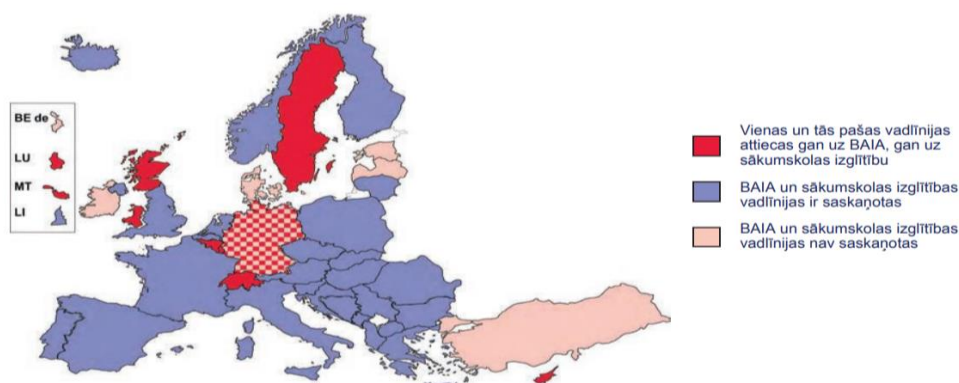 BE de
LU
MT
LI
Vienas un tās pašas vadlīnijas
attiecas gan uz BAIA, gan uz
sākumskolas izglītību
BAIA un sākumskolas izglītības
vadlīnijas ir saskaņotas
BAIA un sākumskolas izglītības
vadlīnijas nav saskaņotas